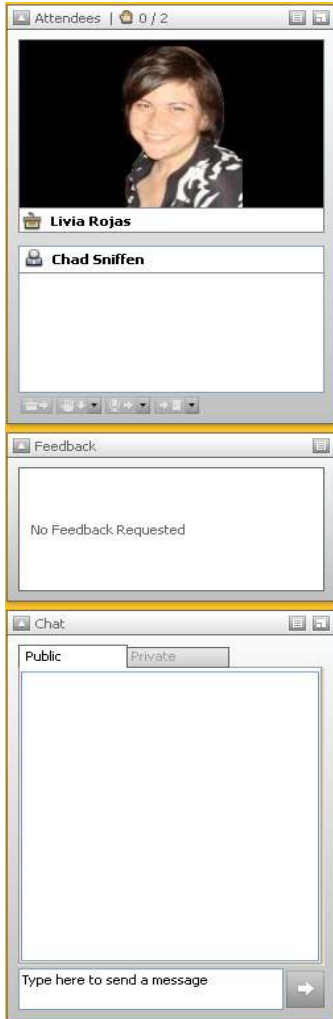 Attendees | 0 / 2
Livia Rojas
Chad Sniffen
Feedback
No Feedback Requested
Chat
Public Private
Type here to send a message